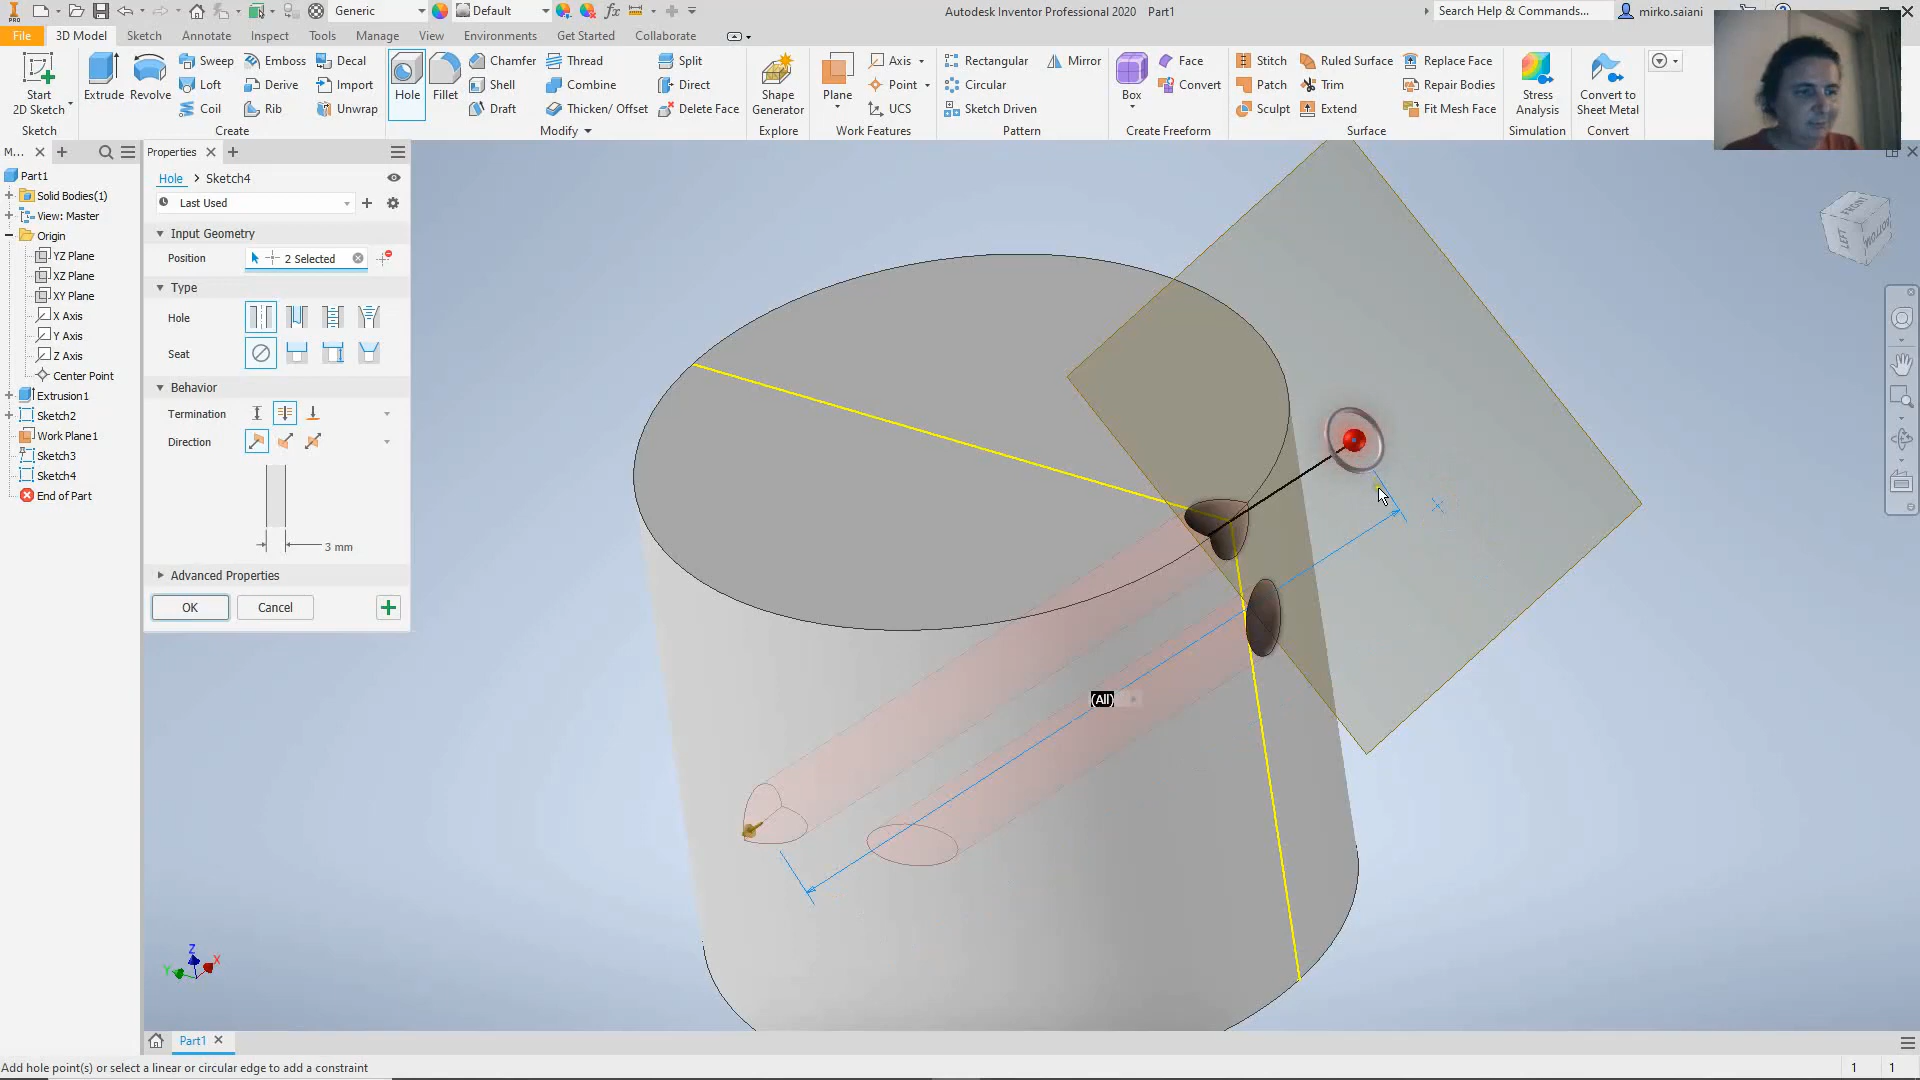 Generic
Default
Autodesk Inventor Professional 2020 Part1
Search Help & Commands...
mirko.saiani
File
3D Model
Sketch
Annotate
Inspect
Tools
Manage
View
Environments
Get Started
Collaborate
Start
2D Sketch
Extrude
Revolve
Sweep
Emboss
Decal
Loft
Derive
Import
Coil
Rib
Unwrap
Hole
Fillet
Chamfer
Thread
Split
Shell
Combine
Direct
Draft
Thicken/ Offset
Delete Face
Shape
Generator
Plane
Axis
Point
UCS
Rectangular
Mirror
Circular
Sketch Driven
Box
Face
Convert
Stitch
Ruled Surface
Replace Face
Patch
Trim
Repair Bodies
Sculpt
Extend
Fit Mesh Face
Stress
Analysis
Convert to
Sheet Metal
Sketch
Create
Modify
Explore
Work Features
Pattern
Create Freeform
Surface
Simulation
Convert
M...
Part1
Solid Bodies(1)
View: Master
Origin
YZ Plane
XZ Plane
XY Plane
X Axis
Y Axis
Z Axis
Center Point
Extrusion1
Sketch2
Work Plane1
Sketch3
Sketch4
End of Part
Properties
Hole > Sketch4
Last Used
Input Geometry
Position
2 Selected
Type
Hole
Seat
Behavior
Termination
Direction
3 mm
Advanced Properties
OK
Cancel
(All)
FRONT
LEFT
BOTTOM
Z
Y
X
Part1
Add hole point(s) or select a linear or circular edge to add a constraint
1
1